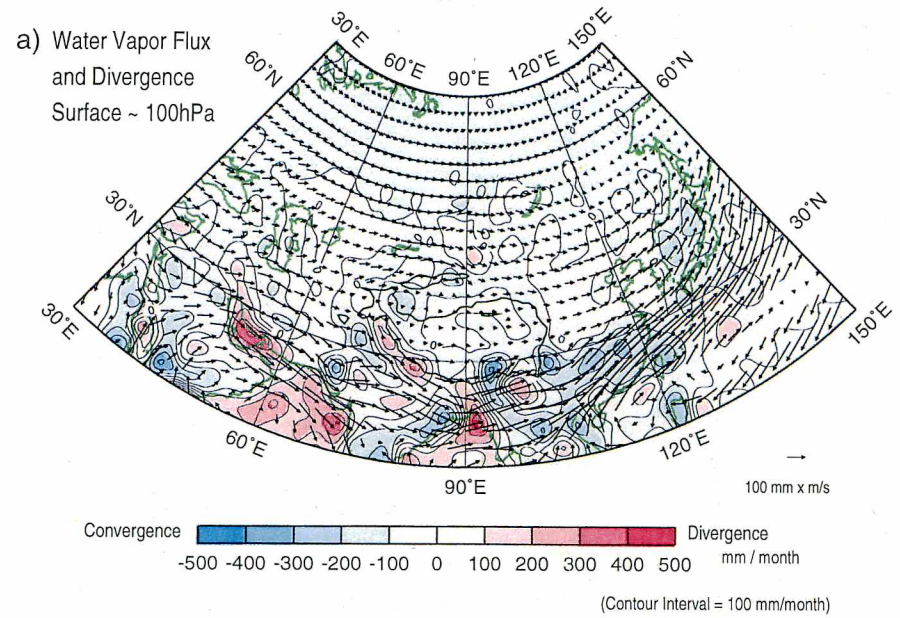 a) Water Vapor Flux
and Divergence
Surface ~ 100hPa
30˚E
60˚E
90˚E
120˚E
150˚E
60˚N
60˚N
30˚N
30˚N
30˚E
150˚E
60˚E
120˚E
90˚E
100 mm x m/s
Convergence
Divergence
-500 -400 -300 -200 -100 0 100 200 300 400 500
mm / month
(Contour Interval = 100 mm/month)